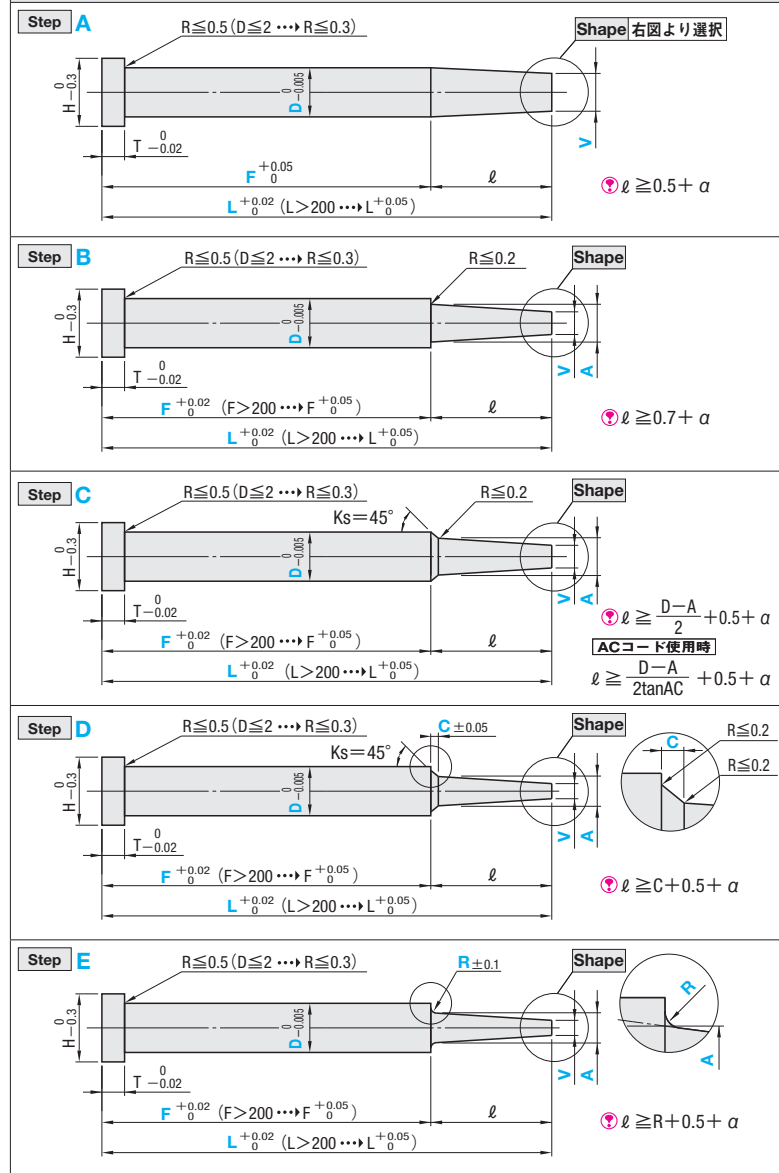 Step A
R≦0.5(D≦2 ••••▶ R≦0.3)
Shape 右図より選択
H 0 −0.3
D 0 −0.005
V
T 0 −0.02
F +0.05 0
ℓ
L +0.02 0 (L>200 ••••▶ L +0.05 0)
ℓ ≧0.5+ α
Step B
R≦0.5(D≦2 ••••▶ R≦0.3)
R≦0.2
Shape
H 0 −0.3
D 0 −0.005
V
A
T 0 −0.02
F +0.02 0 (F>200 ••••▶ F +0.05 0)
ℓ
L +0.02 0 (L>200 ••••▶ L +0.05 0)
ℓ ≧0.7+ α
Step C
R≦0.5(D≦2 ••••▶ R≦0.3)
Ks=45°
R≦0.2
Shape
H 0 −0.3
D 0 −0.005
V
A
T 0 −0.02
F +0.02 0 (F>200 ••••▶ F +0.05 0)
ℓ
L +0.02 0 (L>200 ••••▶ L +0.05 0)
ℓ ≧ D−A / 2 +0.5+ α
ACコード使用時
ℓ ≧ D−A / 2tanAC +0.5+ α
Step D
R≦0.5(D≦2 ••••▶ R≦0.3)
Ks=45°
C ±0.05
Shape
C
R≦0.2
R≦0.2
H 0 −0.3
D 0 −0.005
V
A
T 0 −0.02
F +0.02 0 (F>200 ••••▶ F +0.05 0)
ℓ
L +0.02 0 (L>200 ••••▶ L +0.05 0)
ℓ ≧C+0.5+ α
Step E
R≦0.5(D≦2 ••••▶ R≦0.3)
R ±0.1
Shape
R
A
H 0 −0.3
D 0 −0.005
V
A
T 0 −0.02
F +0.02 0 (F>200 ••••▶ F +0.05 0)
ℓ
L +0.02 0 (L>200 ••••▶ L +0.05 0)
ℓ ≧R+0.5+ α